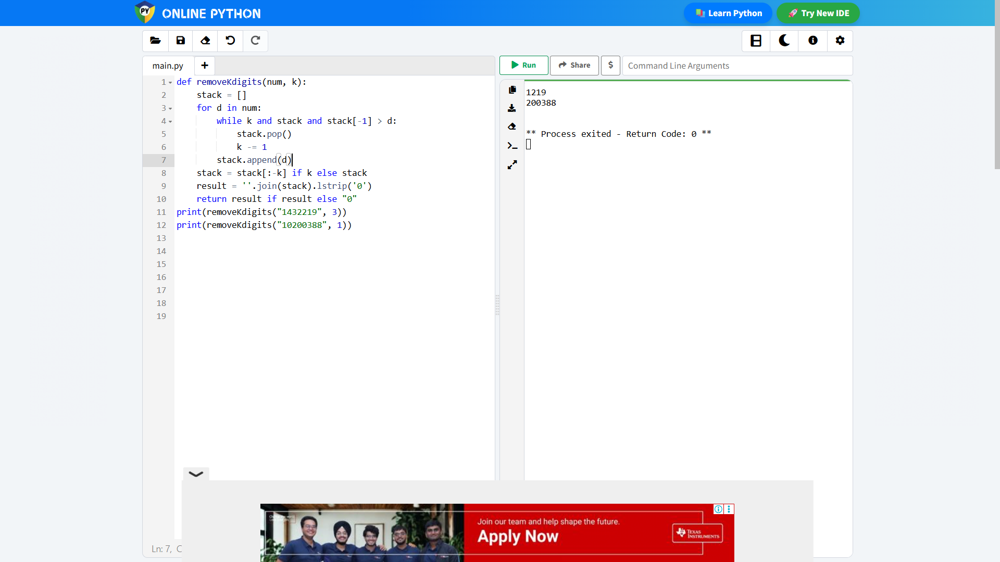 PY ONLINE PYTHON
Learn Python
Try New IDE
main.py
+
Run
Share
$
Command Line Arguments
1 def removeKdigits(num, k):
2 stack = []
3 for d in num:
4 while k and stack and stack[-1] > d:
5 stack.pop()
6 k -= 1
7 stack.append(d)
8 stack = stack[:-k] if k else stack
9 result = ''.join(stack).lstrip('0')
10 return result if result else "0"
11 print(removeKdigits("1432219", 3))
12 print(removeKdigits("10200388", 1))
13
14
15
16
17
18
19
1219
200388
** Process exited - Return Code: 0 **
Join our team and help shape the future.
Apply Now
TEXAS
INSTRUMENTS
Ln: 7, C